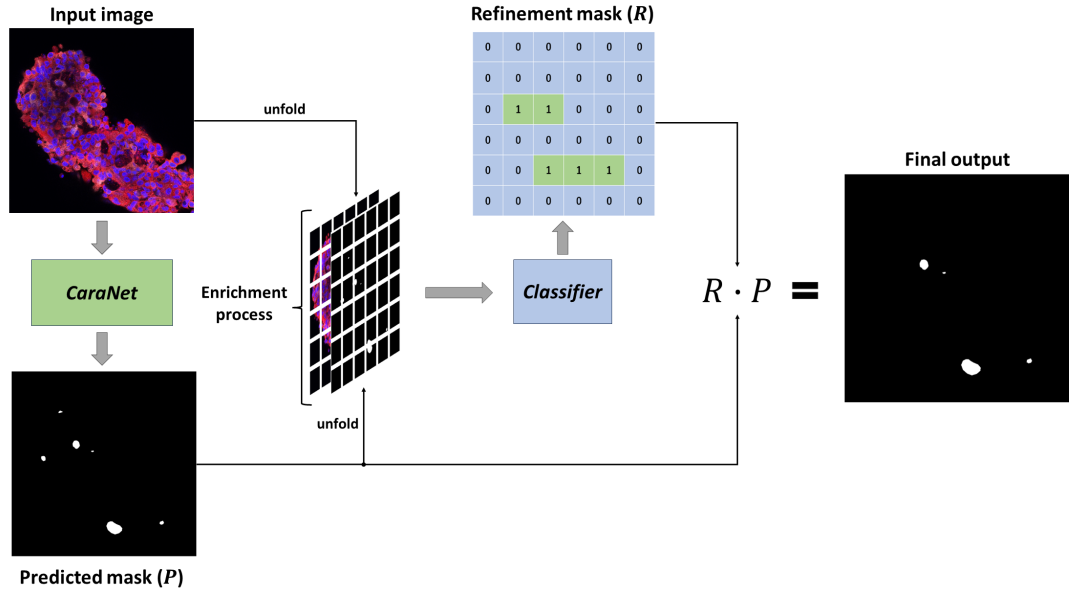 Input image
Refinement mask (R)
0 0 0 0 0 0
0 0 0 0 0 0
0 1 1 0 0 0
0 0 0 0 0 0
0 0 1 1 1 0
0 0 0 0 0 0
unfold
Final output
CaraNet
Enrichment
process
Classifier
R · P =
unfold
Predicted mask (P)